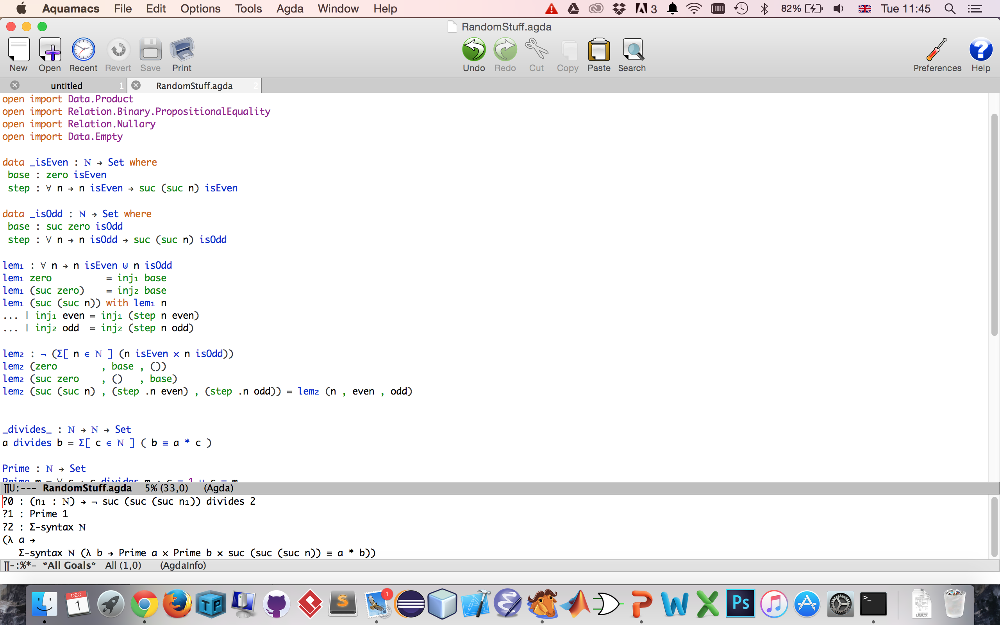 Aquamacs File Edit Options Tools Agda Window Help 3 82% Tue 11:45
RandomStuff.agda
New Open Recent Revert Save Print Undo Redo Cut Copy Paste Search Preferences Help
untitled 1 RandomStuff.agda 2
open import Data.Product
open import Relation.Binary.PropositionalEquality
open import Relation.Nullary
open import Data.Empty
data _isEven : ℕ → Set where
 base : zero isEven
 step : ∀ n → n isEven → suc (suc n) isEven
data _isOdd : ℕ → Set where
 base : suc zero isOdd
 step : ∀ n → n isOdd → suc (suc n) isOdd
lem₁ : ∀ n → n isEven ⊎ n isOdd
lem₁ zero          = inj₁ base
lem₁ (suc zero)    = inj₂ base
lem₁ (suc (suc n)) with lem₁ n
... | inj₁ even = inj₁ (step n even)
... | inj₂ odd  = inj₂ (step n odd)
lem₂ : ¬ (Σ[ n ∈ ℕ ] (n isEven × n isOdd))
lem₂ (zero        , base , ())
lem₂ (suc zero    , ()   , base)
lem₂ (suc (suc n) , (step .n even) , (step .n odd)) = lem₂ (n , even , odd)
_divides_ : ℕ → ℕ → Set
a divides b = Σ[ c ∈ ℕ ] ( b ≡ a * c )
Prime : ℕ → Set
Prime m = ∀ c → c divides m → c ≡ 1 ⊎ c ≡ m
∏U:--- RandomStuff.agda 5% (33,0) (Agda)
?0 : (n₁ : ℕ) → ¬ suc (suc (suc n₁)) divides 2
?1 : Prime 1
?2 : Σ-syntax ℕ
(λ a →
   Σ-syntax ℕ (λ b → Prime a × Prime b × suc (suc (suc n)) ≡ a * b))
∏-:%*- *All Goals* All (1,0) (AgdaInfo)
DEC
1 TP S 1 Ps >_ DOCX